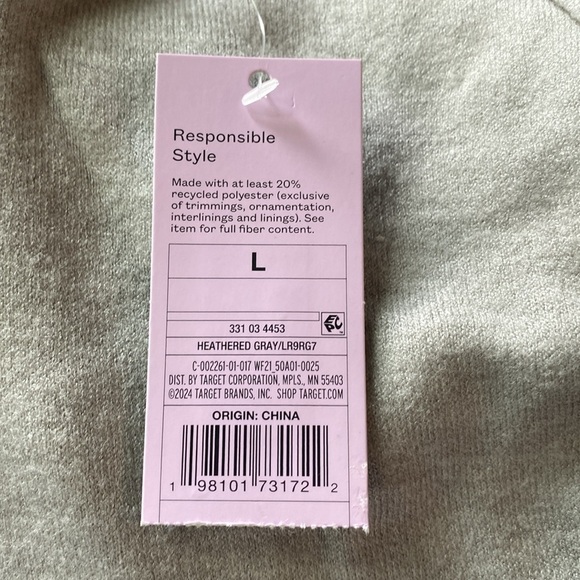 Responsible
Style
Made with at least 20%
recycled polyester (exclusive
of trimmings, ornamentation,
interlinings and linings). See
item for full fiber content.
L
331 03 4453
EPC
HEATHERED GRAY/LR9RG7
C-002261-01-017 WF21_50A01-0025
DIST. BY TARGET CORPORATION, MPLS., MN 55403
©2024 TARGET BRANDS, INC. SHOP TARGET.COM
ORIGIN: CHINA
1 98101 73172 2